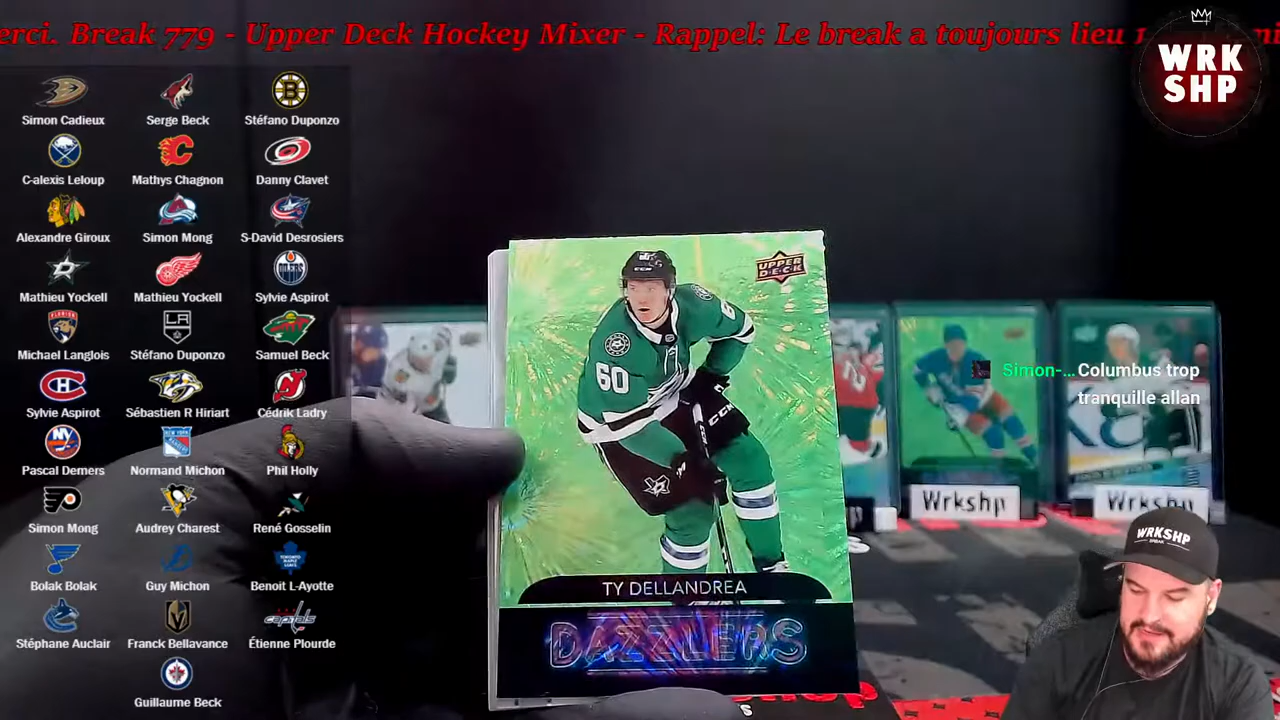 erci. Break 779 - Upper Deck Hockey Mixer - Rappel: Le break a toujours lieu
WRK
SHP
Simon Cadieux
Serge Beck
Stéfano Duponzo
C-alexis Leloup
Mathys Chagnon
Danny Clavet
Alexandre Giroux
Simon Mong
S-David Desrosiers
Mathieu Yockell
Mathieu Yockell
Sylvie Aspirot
Michael Langlois
Stéfano Duponzo
Samuel Beck
Sylvie Aspirot
Sébastien R Hiriart
Cédrik Ladry
Pascal Demers
Normand Michon
Phil Holly
Simon Mong
Audrey Charest
René Gosselin
Bolak Bolak
Guy Michon
Benoit L-Ayotte
Stéphane Auclair
Franck Bellavance
Étienne Plourde
Guillaume Beck
UPPER
DECK
60
TY DELLANDREA
DAZZLERS
Simon-... Columbus trop
tranquille allan
Wrkshp
Wrkshp
WRKSHP